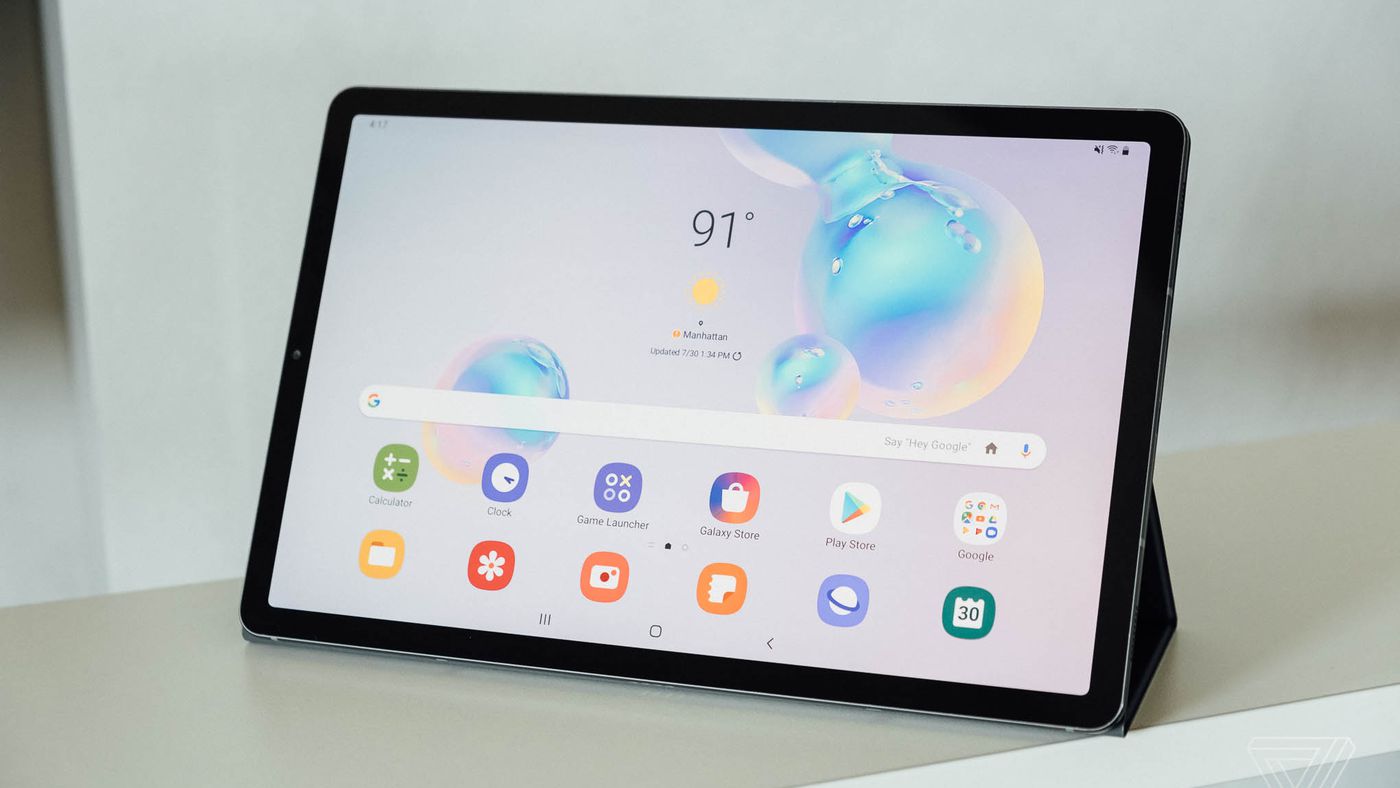 4:17
91°
Manhattan
Updated 7/30 1:34 PM
Say "Hey Google"
Calculator
Clock
Game Launcher
Galaxy Store
Play Store
Google
30